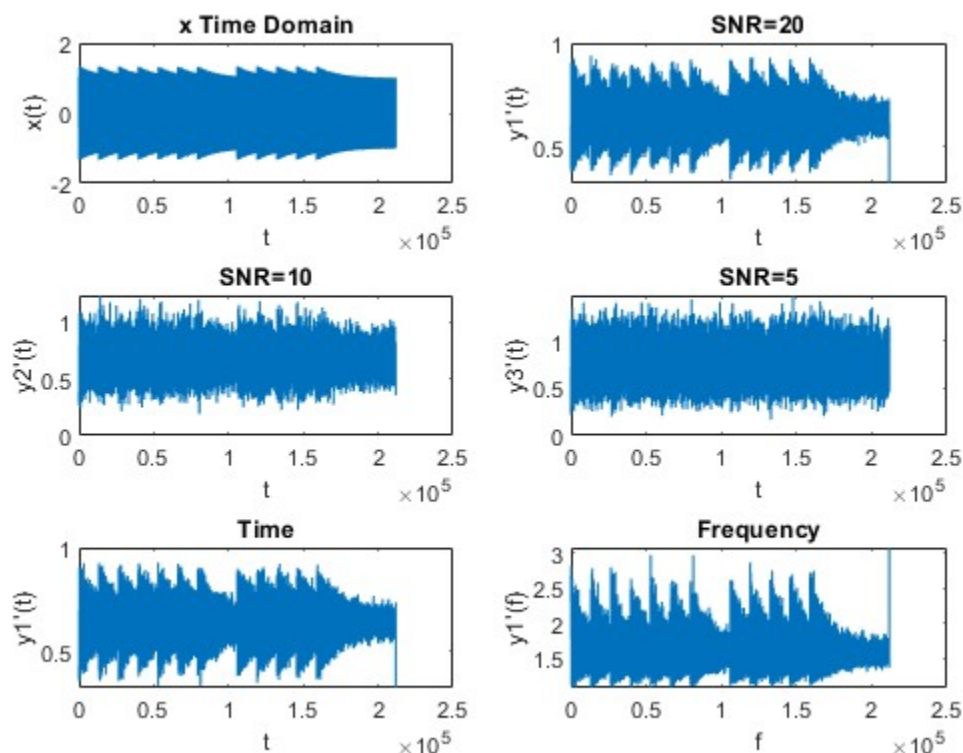 x Time Domain
2
0
-2
x(t)
0 0.5 1 1.5 2 2.5
t
×10^5
SNR=20
1
0.5
y1'(t)
0 0.5 1 1.5 2 2.5
t
×10^5
SNR=10
1
0.5
0
y2'(t)
0 0.5 1 1.5 2 2.5
t
×10^5
SNR=5
1
0.5
0
y3'(t)
0 0.5 1 1.5 2 2.5
t
×10^5
Time
1
0.5
y1'(t)
0 0.5 1 1.5 2 2.5
t
×10^5
Frequency
3
2.5
2
1.5
y1'(f)
0 0.5 1 1.5 2 2.5
f
×10^5